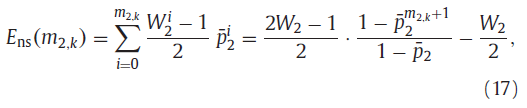 E_{ns}(m_{2,k}) = \sum_{i=0}^{m_{2,k}} \frac{W_2^i - 1}{2} \bar{p}_2^i = \frac{2W_2 - 1}{2} \cdot \frac{1 - \bar{p}_2^{m_{2,k}+1}}{1 - \bar{p}_2} - \frac{W_2}{2},
(17)